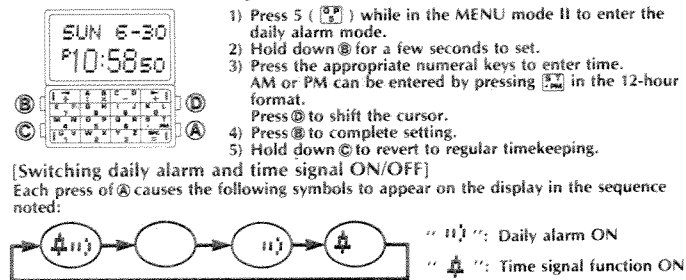 1) Press 5 ( ) while in the MENU mode II to enter the
daily alarm mode.
2) Hold down Ⓑ for a few seconds to set.
3) Press the appropriate numeral keys to enter time.
AM or PM can be entered by pressing in the 12-hour
format.
Press Ⓓ to shift the cursor.
4) Press Ⓑ to complete setting.
5) Hold down Ⓒ to revert to regular timekeeping.
SUN 6-30
P10:5850
Ⓑ Ⓓ
Ⓒ Ⓐ
[Switching daily alarm and time signal ON/OFF]
Each press of Ⓐ causes the following symbols to appear on the display in the sequence
noted:
" ": Daily alarm ON
" ": Time signal function ON